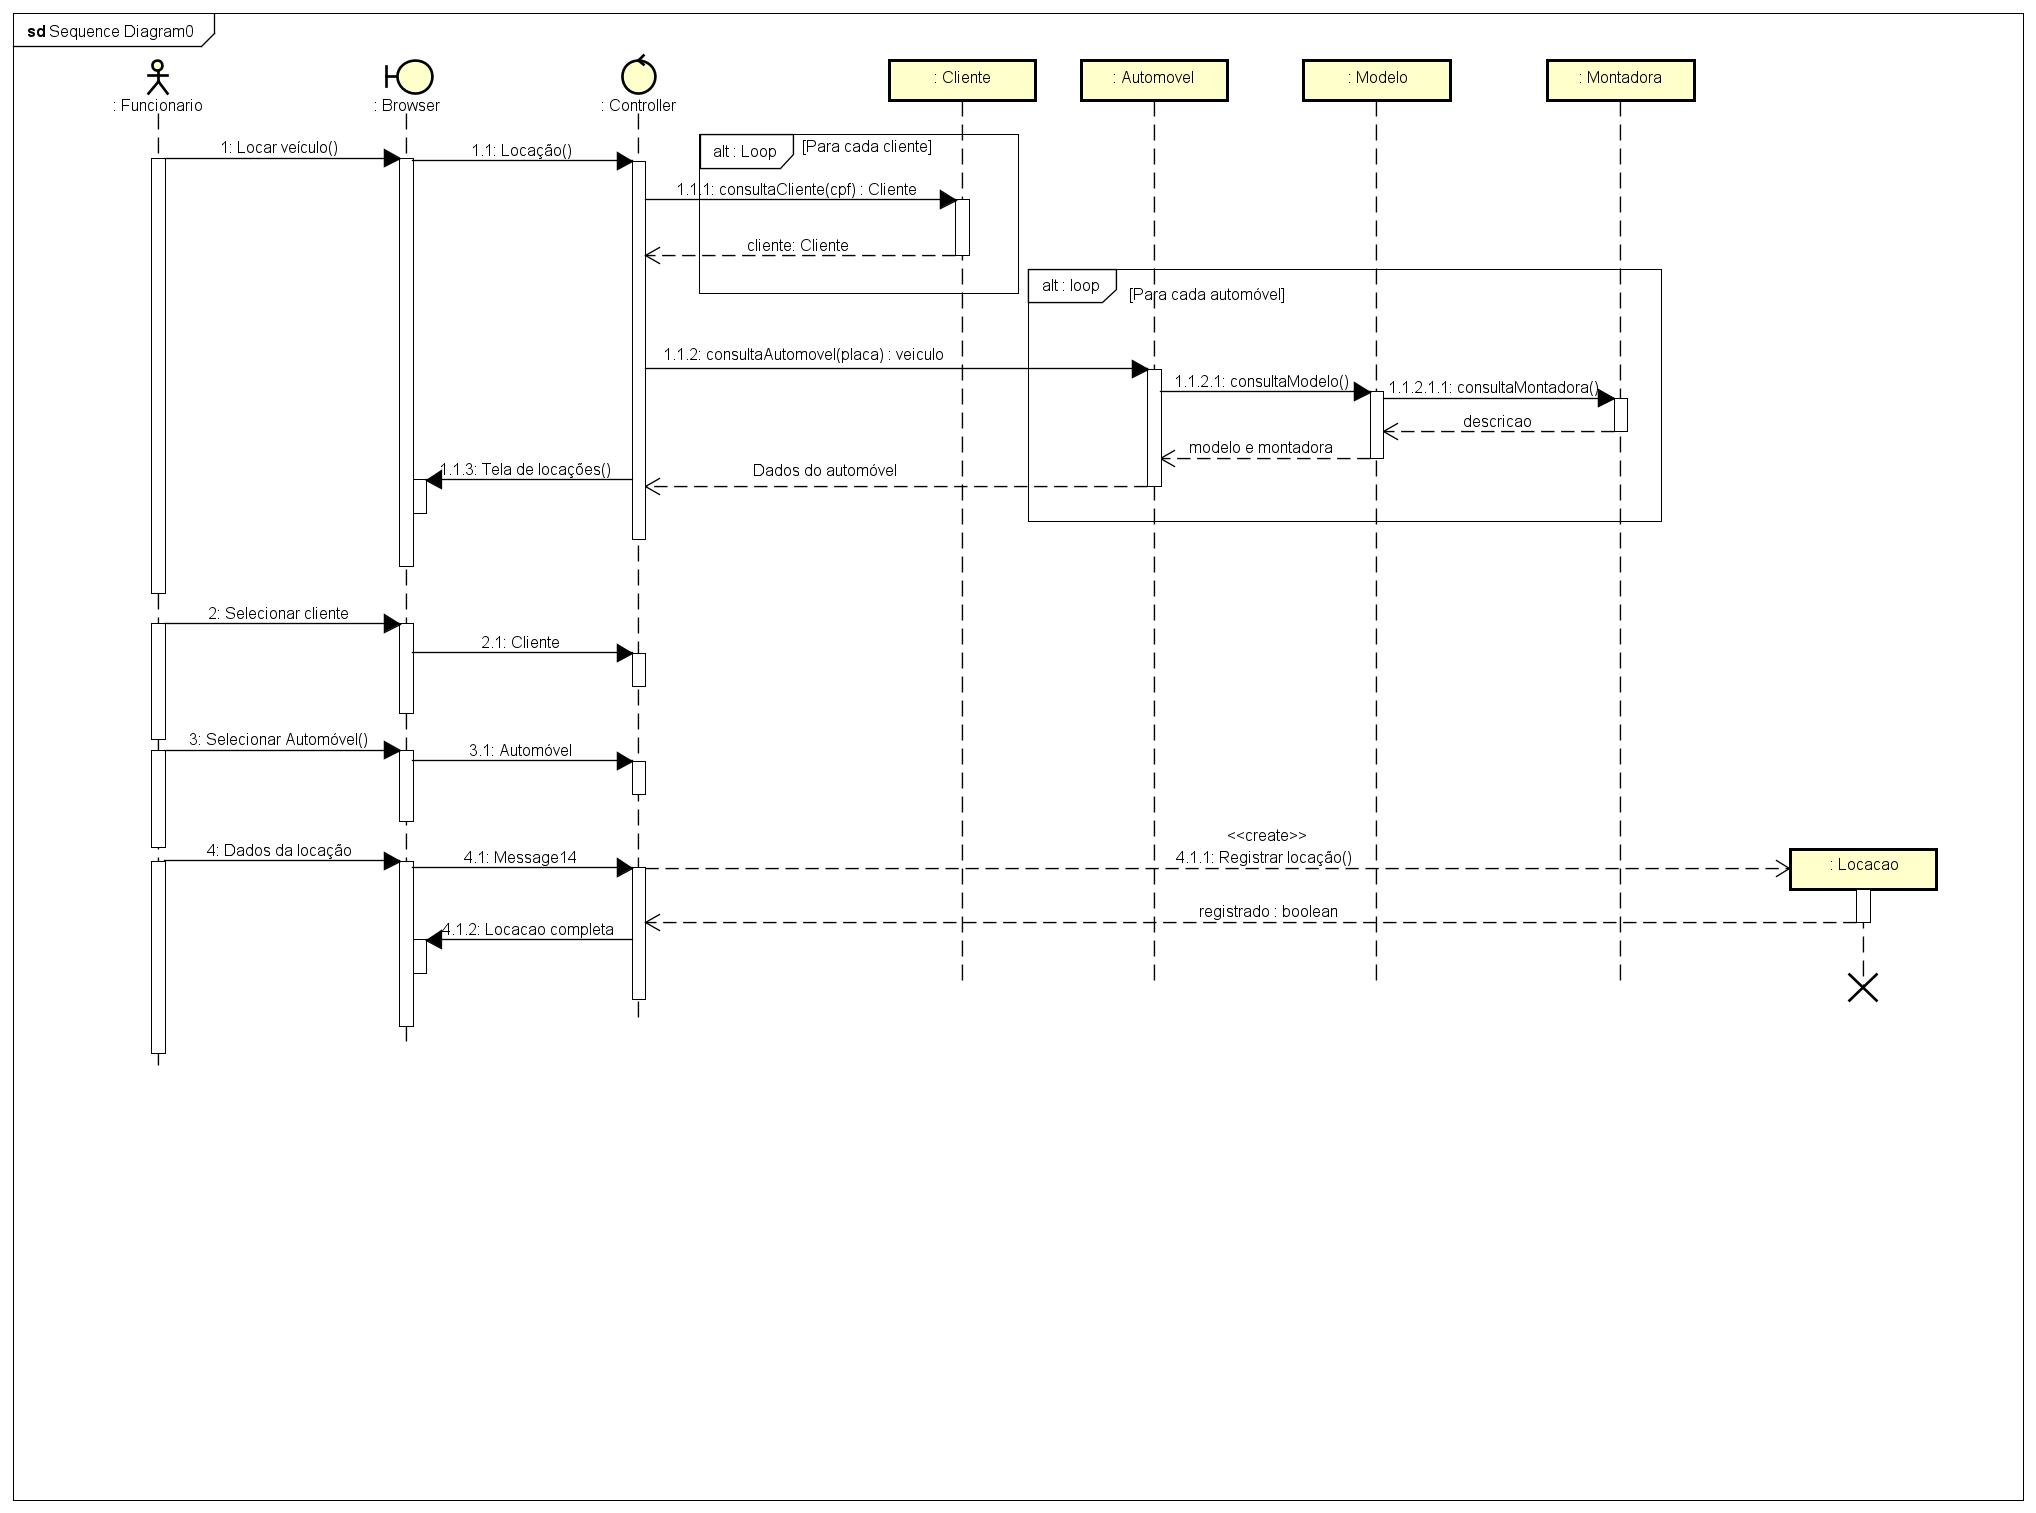 sd Sequence Diagram0
: Funcionario
: Browser
: Controller
: Cliente
: Automovel
: Modelo
: Montadora
1: Locar veículo()
1.1: Locação()
alt : Loop
[Para cada cliente]
1.1.1: consultaCliente(cpf) : Cliente
cliente: Cliente
alt : loop
[Para cada automóvel]
1.1.2: consultaAutomovel(placa) : veiculo
1.1.2.1: consultaModelo()
1.1.2.1.1: consultaMontadora()
descricao
modelo e montadora
1.1.3: Tela de locações()
Dados do automóvel
2: Selecionar cliente
2.1: Cliente
3: Selecionar Automóvel()
3.1: Automóvel
<<create>>
4: Dados da locação
4.1: Message14
4.1.1: Registrar locação()
: Locacao
registrado : boolean
4.1.2: Locacao completa